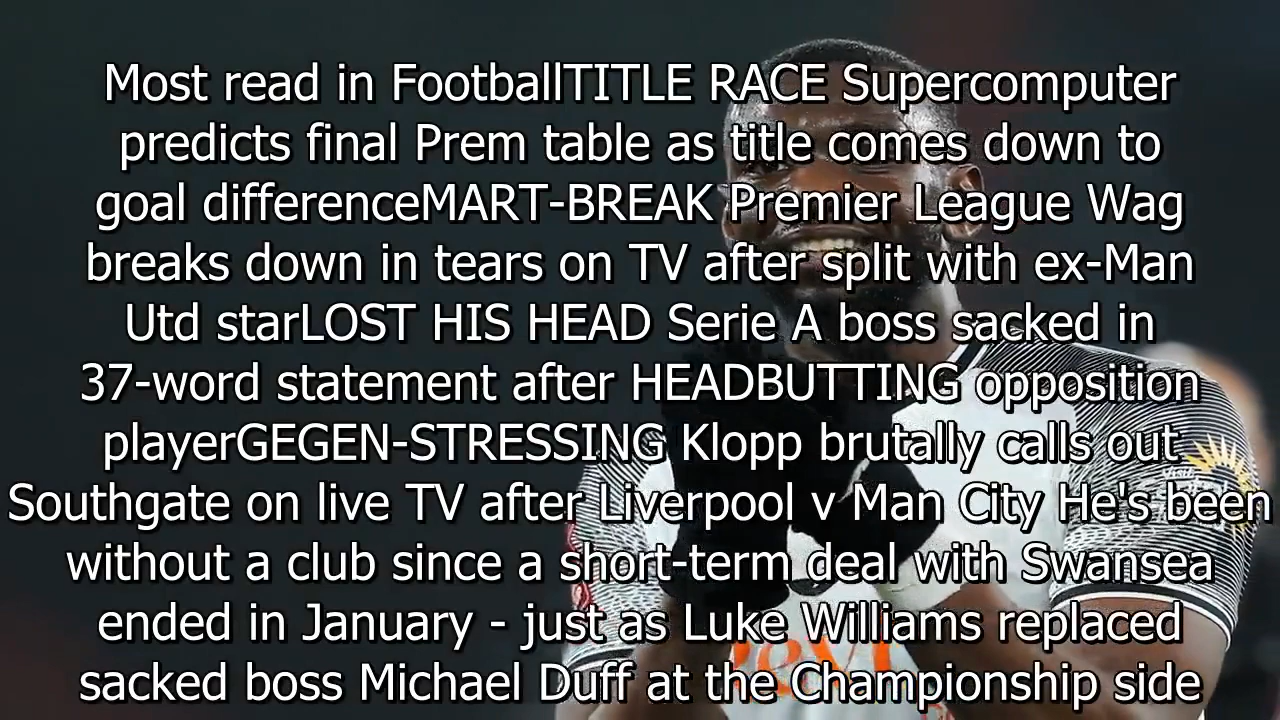 Most read in FootballTITLE RACE Supercomputer
predicts final Prem table as title comes down to
goal differenceMART-BREAK Premier League Wag
breaks down in tears on TV after split with ex-Man
Utd starLOST HIS HEAD Serie A boss sacked in
37-word statement after HEADBUTTING opposition
playerGEGEN-STRESSING Klopp brutally calls out
Southgate on live TV after Liverpool v Man City He's been
without a club since a short-term deal with Swansea
ended in January - just as Luke Williams replaced
sacked boss Michael Duff at the Championship side